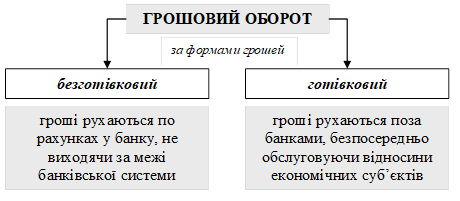 ГРОШОВИЙ ОБОРОТ
за формами грошей
безготівковий
готівковий
гроші рухаються по
рахунках у банку, не
виходячи за межі
банківської системи
гроші рухаються поза
банками, безпосередньо
обслуговуючи відносини
економічних суб’єктів